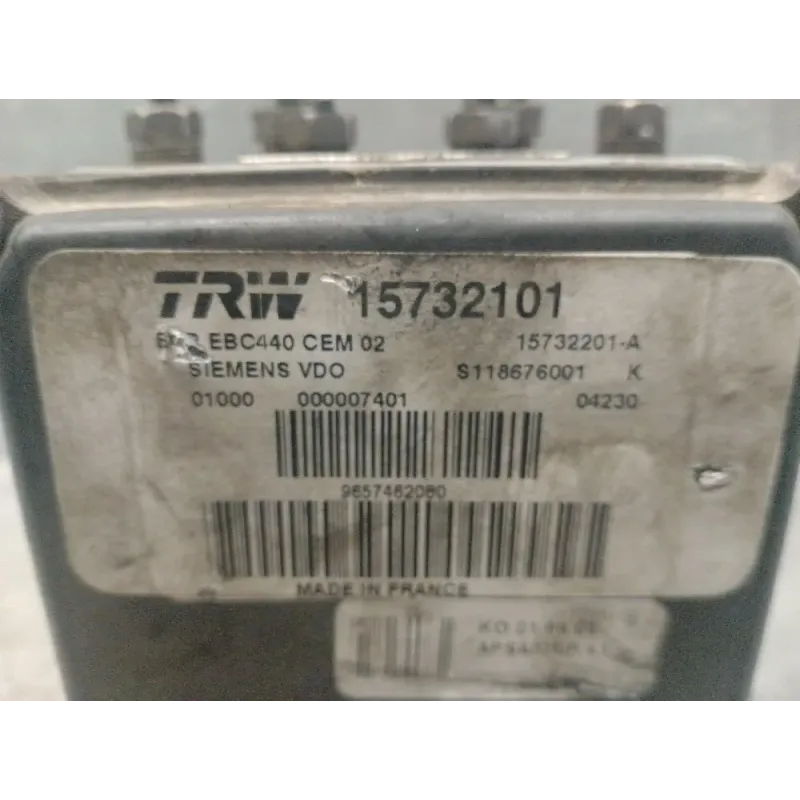 TRW 15732101
EBC440 CEM 02 15732201-A
SIEMENS VDO S118676001 K
01000 000007401 04230
9657462080
MADE IN FRANCE